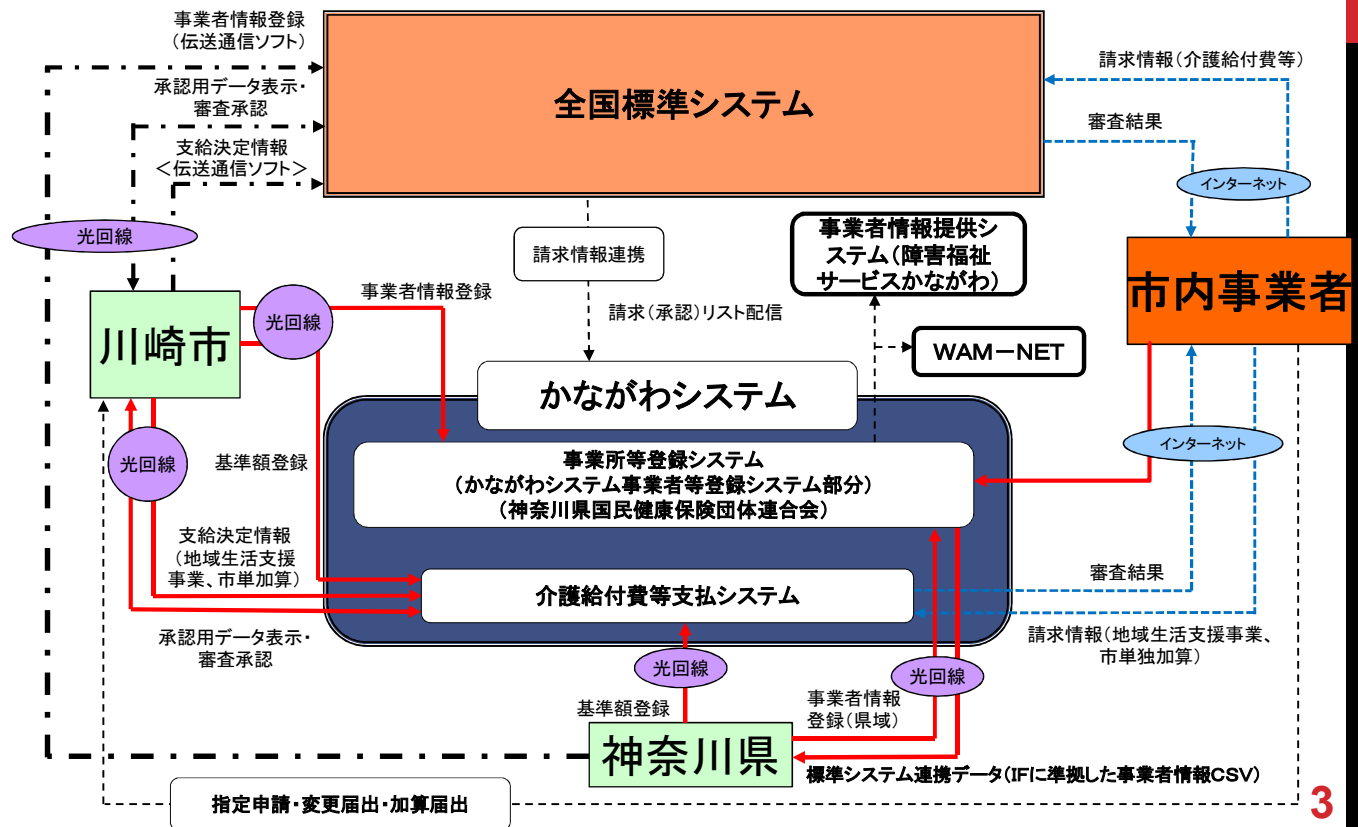 事業者情報登録
（伝送通信ソフト）
承認用データ表示・
審査承認
支給決定情報
＜伝送通信ソフト＞
全国標準システム
請求情報（介護給付費等）
審査結果
インターネット
光回線
請求情報連携
事業者情報提供シ
ステム（障害福祉
サービスかながわ）
市内事業者
川崎市
光回線
事業者情報登録
請求（承認）リスト配信
WAM－NET
かながわシステム
光回線
基準額登録
事業所等登録システム
（かながわシステム事業者等登録システム部分）
（神奈川県国民健康保険団体連合会）
インターネット
支給決定情報
（地域生活支援
事業、市単加算）
介護給付費等支払システム
審査結果
承認用データ表示・
審査承認
請求情報（地域生活支援事業、
市単独加算）
光回線
光回線
基準額登録
事業者情報
登録（県域）
神奈川県
標準システム連携データ（IFに準拠した事業者情報CSV）
指定申請・変更届出・加算届出
3